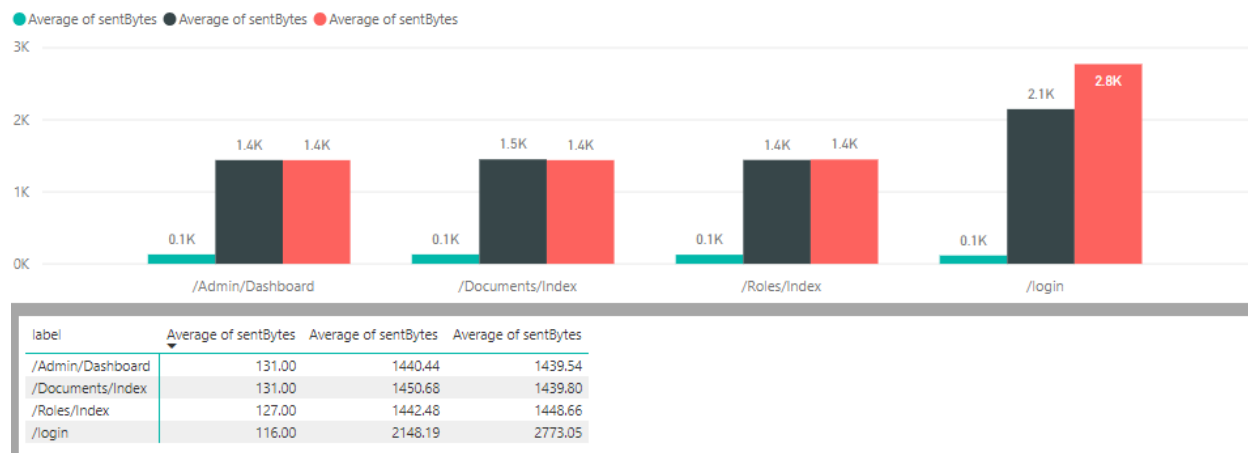 Average of sentBytes Average of sentBytes Average of sentBytes
3K
2.8K
2.1K
2K
1.4K 1.4K 1.5K 1.4K 1.4K 1.4K
1K
0.1K 0.1K 0.1K 0.1K
0K
/Admin/Dashboard /Documents/Index /Roles/Index /login
label Average of sentBytes Average of sentBytes Average of sentBytes
/Admin/Dashboard 131.00 1440.44 1439.54
/Documents/Index 131.00 1450.68 1439.80
/Roles/Index 127.00 1442.48 1448.66
/login 116.00 2148.19 2773.05